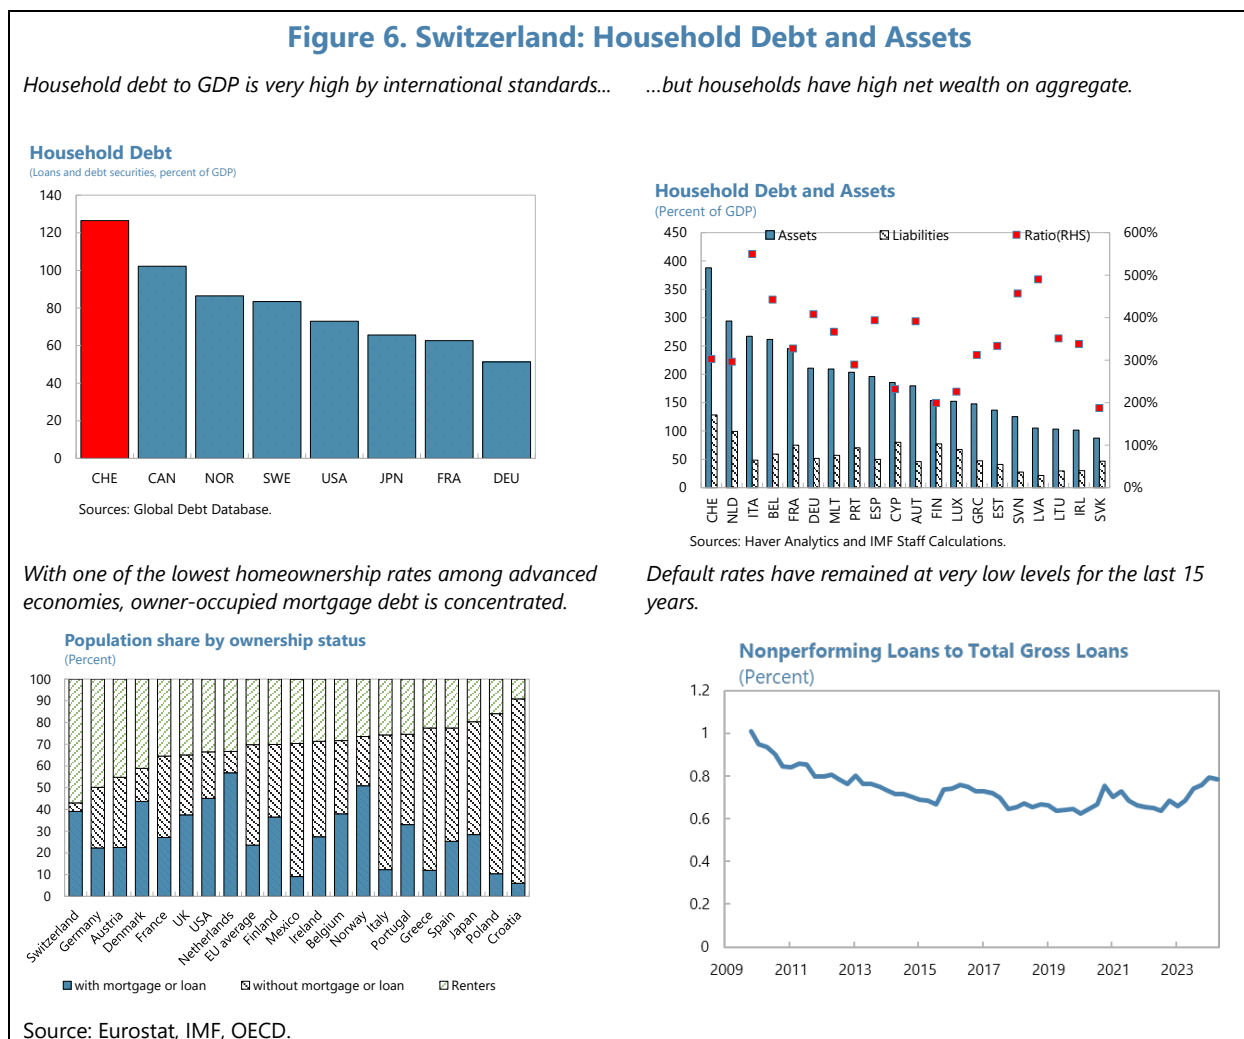 Figure 6. Switzerland: Household Debt and Assets
Household debt to GDP is very high by international standards...
...but households have high net wealth on aggregate.
Household Debt
(Loans and debt securities, percent of GDP)
140
120
100
80
60
40
20
0
CHE CAN NOR SWE USA JPN FRA DEU
Sources: Global Debt Database.
Household Debt and Assets
(Percent of GDP)
Assets Liabilities Ratio(RHS)
450
400
350
300
250
200
150
100
50
0
600%
500%
400%
300%
200%
100%
0%
CHE NLD ITA BEL FRA DEU MLT PRT ESP CYP AUT FIN LUX GRC EST SVN LVA LTU IRL SVK
Sources: Haver Analytics and IMF Staff Calculations.
With one of the lowest homeownership rates among advanced
economies, owner-occupied mortgage debt is concentrated.
Default rates have remained at very low levels for the last 15
years.
Population share by ownership status
(Percent)
100
90
80
70
60
50
40
30
20
10
0
Switzerland Germany Austria Denmark France UK USA Netherlands EU average Finland Mexico Ireland Belgium Norway Italy Portugal Greece Spain Japan Poland Croatia
with mortgage or loan without mortgage or loan Renters
Nonperforming Loans to Total Gross Loans
(Percent)
1.2
1
0.8
0.6
0.4
0.2
0
2009 2011 2013 2015 2017 2019 2021 2023
Source: Eurostat, IMF, OECD.